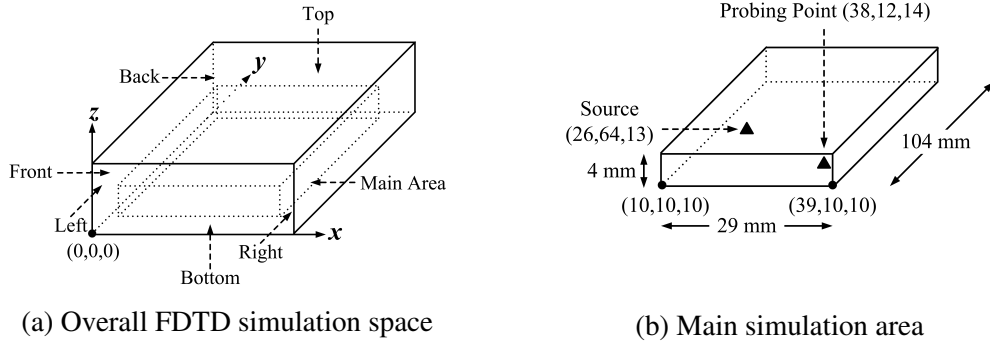 Top
Back
y
z
Front
Main Area
Left
x
(0,0,0)
Right
Bottom
(a) Overall FDTD simulation space
Probing Point (38,12,14)
Source
(26,64,13)
104 mm
4 mm
(10,10,10)
(39,10,10)
29 mm
(b) Main simulation area